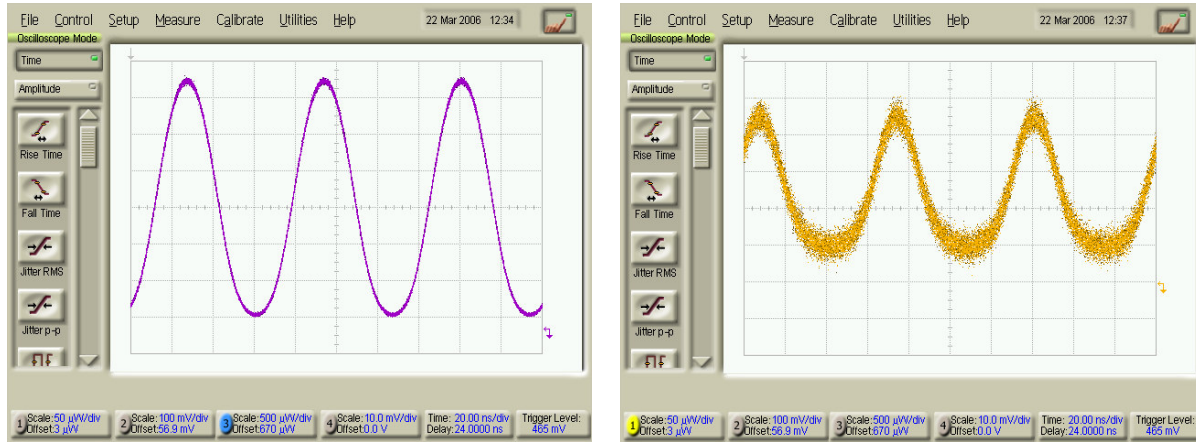 File Control Setup Measure Calibrate Utilities Help 22 Mar 2006 12:34
Oscilloscope Mode
Time
Amplitude
Rise Time
Fall Time
Jitter RMS
Jitter p-p
1 Scale:50 µW/div Offset:3 µW
2 Scale:100 mV/div Offset:56.9 mV
3 Scale:500 µW/div Offset:670 µW
4 Scale:10.0 mV/div Offset:0.0 V
Time: 20.00 ns/div Delay:24.0000 ns
Trigger Level: 465 mV
File Control Setup Measure Calibrate Utilities Help 22 Mar 2006 12:37
Oscilloscope Mode
Time
Amplitude
Rise Time
Fall Time
Jitter RMS
Jitter p-p
1 Scale:50 µW/div Offset:3 µW
2 Scale:100 mV/div Offset:56.9 mV
3 Scale:500 µW/div Offset:670 µW
4 Scale:10.0 mV/div Offset:0.0 V
Time: 20.00 ns/div Delay:24.0000 ns
Trigger Level: 465 mV